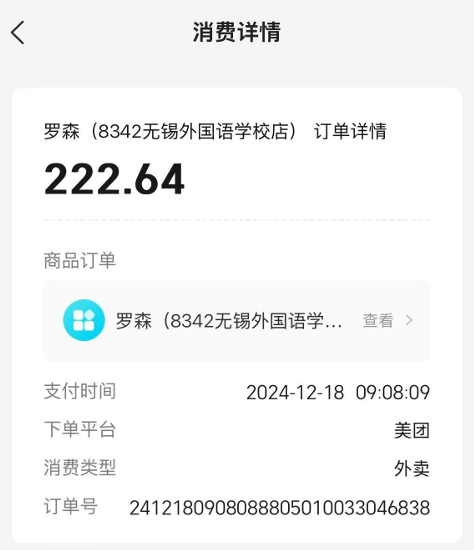 消费详情
罗森（8342无锡外国语学校店） 订单详情
222.64
商品订单
罗森（8342无锡外国语学... 查看
支付时间 2024-12-18 09:08:09
下单平台 美团
消费类型 外卖
订单号 24121809080888805010033046838